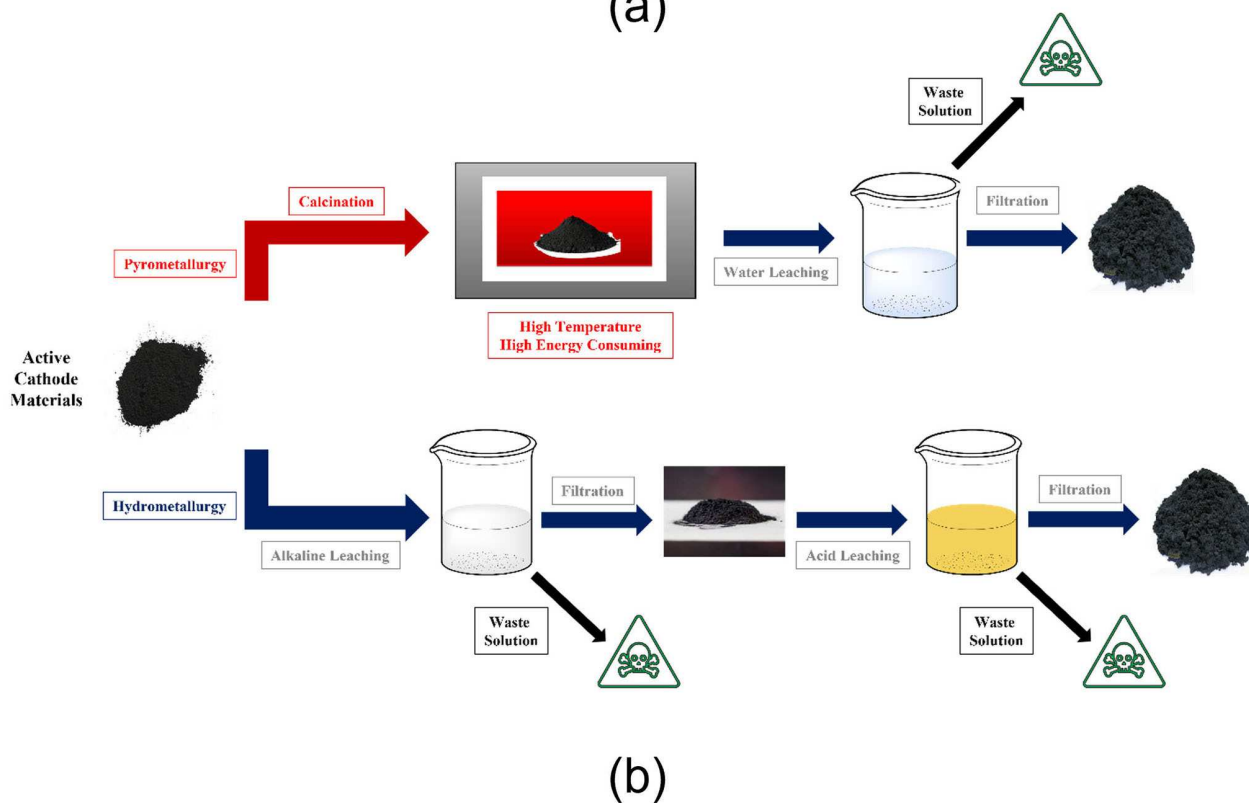 (a)
Waste
Solution
Calcination
Filtration
Pyrometallurgy
Water Leaching
High Temperature
High Energy Consuming
Active
Cathode
Materials
Hydrometallurgy
Filtration
Filtration
Alkaline Leaching
Acid Leaching
Waste
Solution
Waste
Solution
(b)